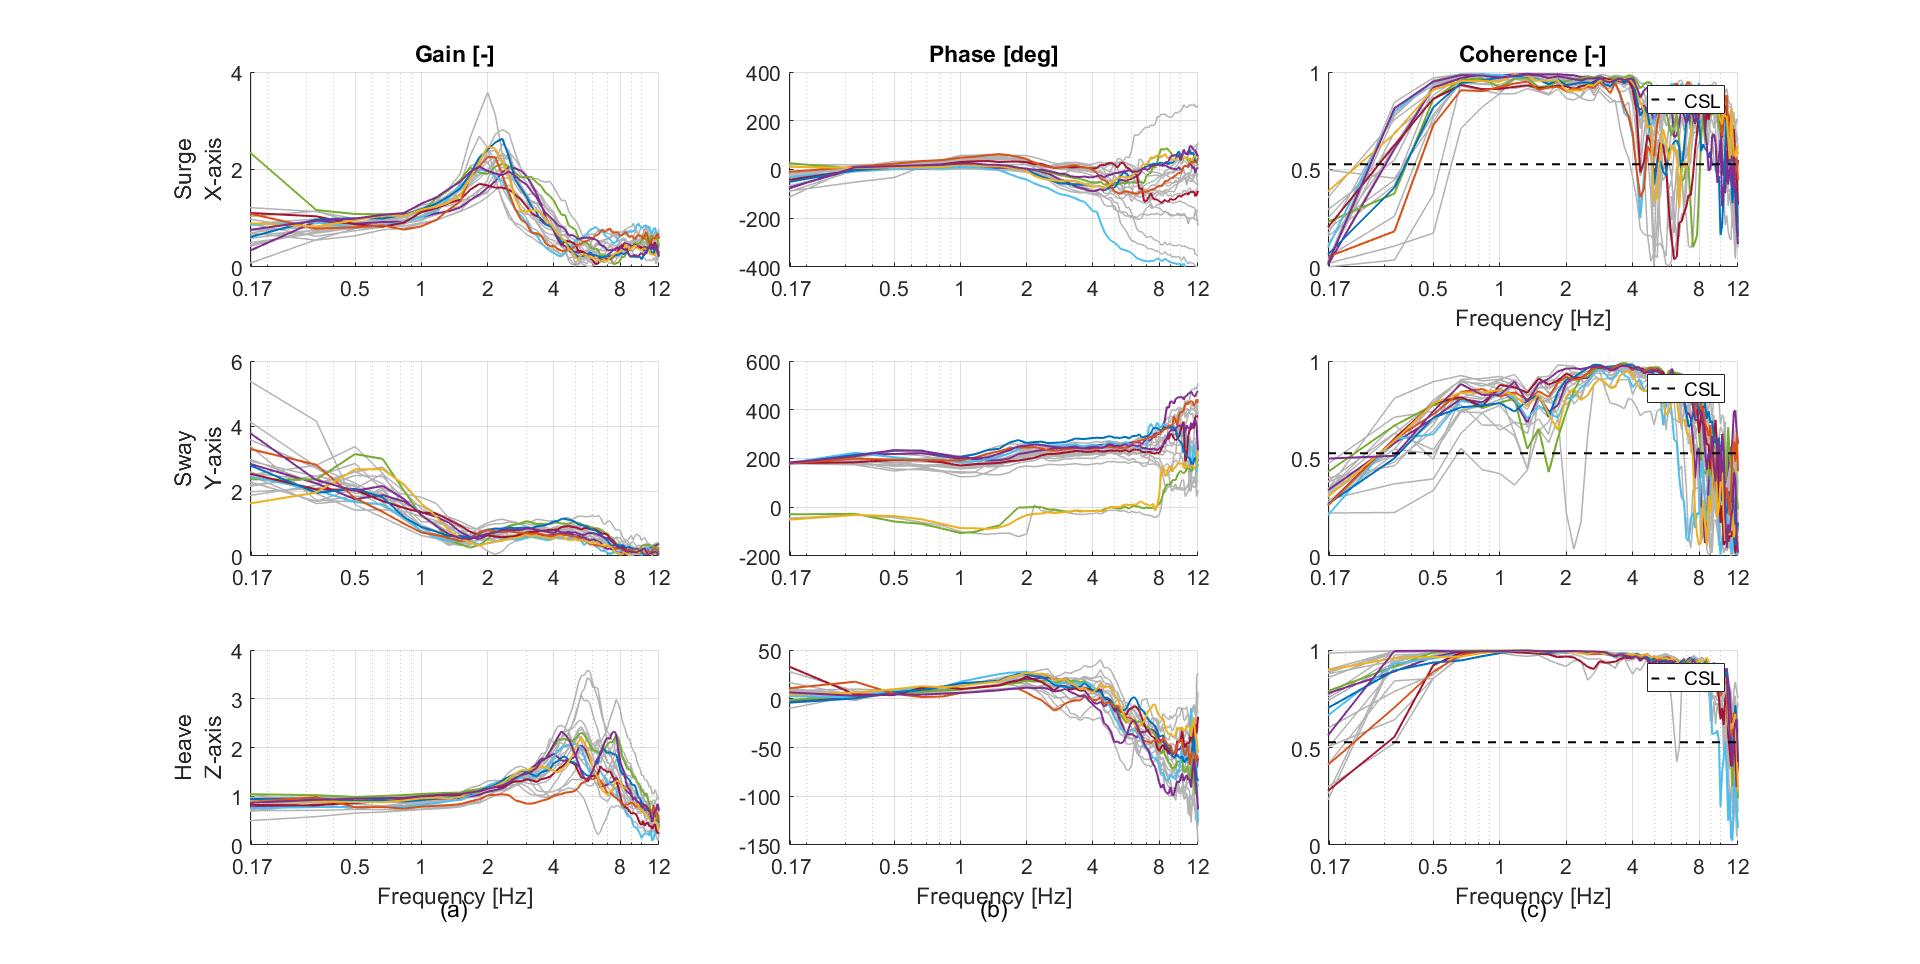 Gain [-]
Phase [deg]
Coherence [-]
Surge
X-axis
4
2
0
0.17 0.5 1 2 4 8 12
400
200
0
-200
-400
0.17 0.5 1 2 4 8 12
1
0.5
0
CSL
0.17 0.5 1 2 4 8 12
Frequency [Hz]
Sway
Y-axis
6
4
2
0
0.17 0.5 1 2 4 8 12
600
400
200
0
-200
0.17 0.5 1 2 4 8 12
1
0.5
0
CSL
0.17 0.5 1 2 4 8 12
Heave
Z-axis
4
3
2
1
0
0.17 0.5 1 2 4 8 12
Frequency [Hz]
(a)
50
0
-50
-100
-150
0.17 0.5 1 2 4 8 12
Frequency [Hz]
(b)
1
0.5
0
CSL
0.17 0.5 1 2 4 8 12
Frequency [Hz]
(c)